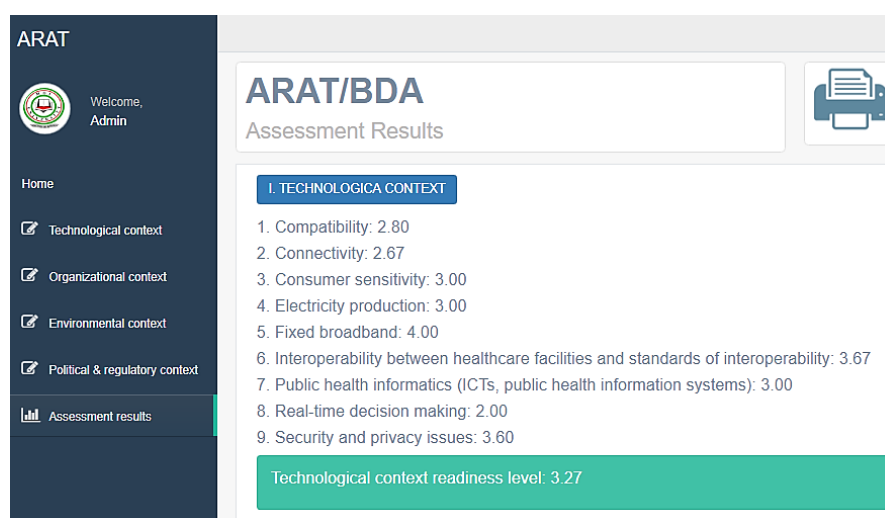 ARAT
Welcome,
Admin
Home
Technological context
Organizational context
Environmental context
Political & regulatory context
Assessment results
ARAT/BDA
Assessment Results
I. TECHNOLOGICA CONTEXT
1. Compatibility: 2.80
2. Connectivity: 2.67
3. Consumer sensitivity: 3.00
4. Electricity production: 3.00
5. Fixed broadband: 4.00
6. Interoperability between healthcare facilities and standards of interoperability: 3.67
7. Public health informatics (ICTs, public health information systems): 3.00
8. Real-time decision making: 2.00
9. Security and privacy issues: 3.60
Technological context readiness level: 3.27